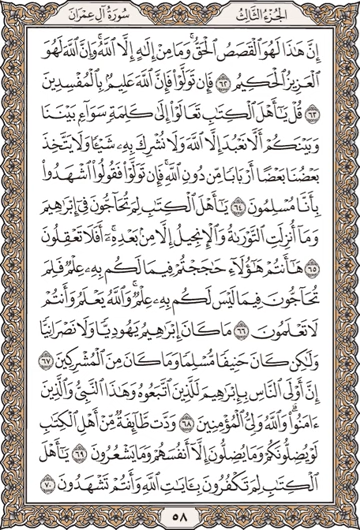 الجزء الثالث
سورة آل عمران
إِنَّ هَٰذَا لَهُوَ ٱلْقَصَصُ ٱلْحَقُّ ۚ وَمَا مِنْ إِلَٰهٍ إِلَّا ٱللَّهُ ۚ وَإِنَّ ٱللَّهَ لَهُوَ
ٱلْعَزِيزُ ٱلْحَكِيمُ ٦٢ فَإِن تَوَلَّوْا۟ فَإِنَّ ٱللَّهَ عَلِيمٌۢ بِٱلْمُفْسِدِينَ
٦٣ قُلْ يَٰٓأَهْلَ ٱلْكِتَٰبِ تَعَالَوْا۟ إِلَىٰ كَلِمَةٍ سَوَآءٍۭ بَيْنَنَا
وَبَيْنَكُمْ أَلَّا نَعْبُدَ إِلَّا ٱللَّهَ وَلَا نُشْرِكَ بِهِۦ شَيْـًٔا وَلَا يَتَّخِذَ
بَعْضُنَا بَعْضًا أَرْبَابًا مِّن دُونِ ٱللَّهِ ۚ فَإِن تَوَلَّوْا۟ فَقُولُوا۟ ٱشْهَدُوا۟
بِأَنَّا مُسْلِمُونَ ٦٤ يَٰٓأَهْلَ ٱلْكِتَٰبِ لِمَ تُحَآجُّونَ فِىٓ إِبْرَٰهِيمَ
وَمَآ أُنزِلَتِ ٱلتَّوْرَىٰةُ وَٱلْإِنجِيلُ إِلَّا مِنۢ بَعْدِهِۦٓ ۚ أَفَلَا تَعْقِلُونَ
٦٥ هَٰٓأَنتُمْ هَٰٓؤُلَآءِ حَٰجَجْتُمْ فِيمَا لَكُم بِهِۦ عِلْمٌ فَلِمَ
تُحَآجُّونَ فِيمَا لَيْسَ لَكُم بِهِۦ عِلْمٌ ۚ وَٱللَّهُ يَعْلَمُ وَأَنتُمْ
لَا تَعْلَمُونَ ٦٦ مَا كَانَ إِبْرَٰهِيمُ يَهُودِيًّا وَلَا نَصْرَانِيًّا
وَلَٰكِن كَانَ حَنِيفًا مُّسْلِمًا وَمَا كَانَ مِنَ ٱلْمُشْرِكِينَ ٦٧
إِنَّ أَوْلَى ٱلنَّاسِ بِإِبْرَٰهِيمَ لَلَّذِينَ ٱتَّبَعُوهُ وَهَٰذَا ٱلنَّبِىُّ وَٱلَّذِينَ
ءَامَنُوا۟ ۗ وَٱللَّهُ وَلِىُّ ٱلْمُؤْمِنِينَ ٦٨ وَدَّت طَّآئِفَةٌ مِّنْ أَهْلِ ٱلْكِتَٰبِ
لَوْ يُضِلُّونَكُمْ وَمَا يُضِلُّونَ إِلَّآ أَنفُسَهُمْ وَمَا يَشْعُرُونَ ٦٩ يَٰٓأَهْلَ
ٱلْكِتَٰبِ لِمَ تَكْفُرُونَ بِـَٔايَٰتِ ٱللَّهِ وَأَنتُمْ تَشْهَدُونَ ٧٠
٥٨